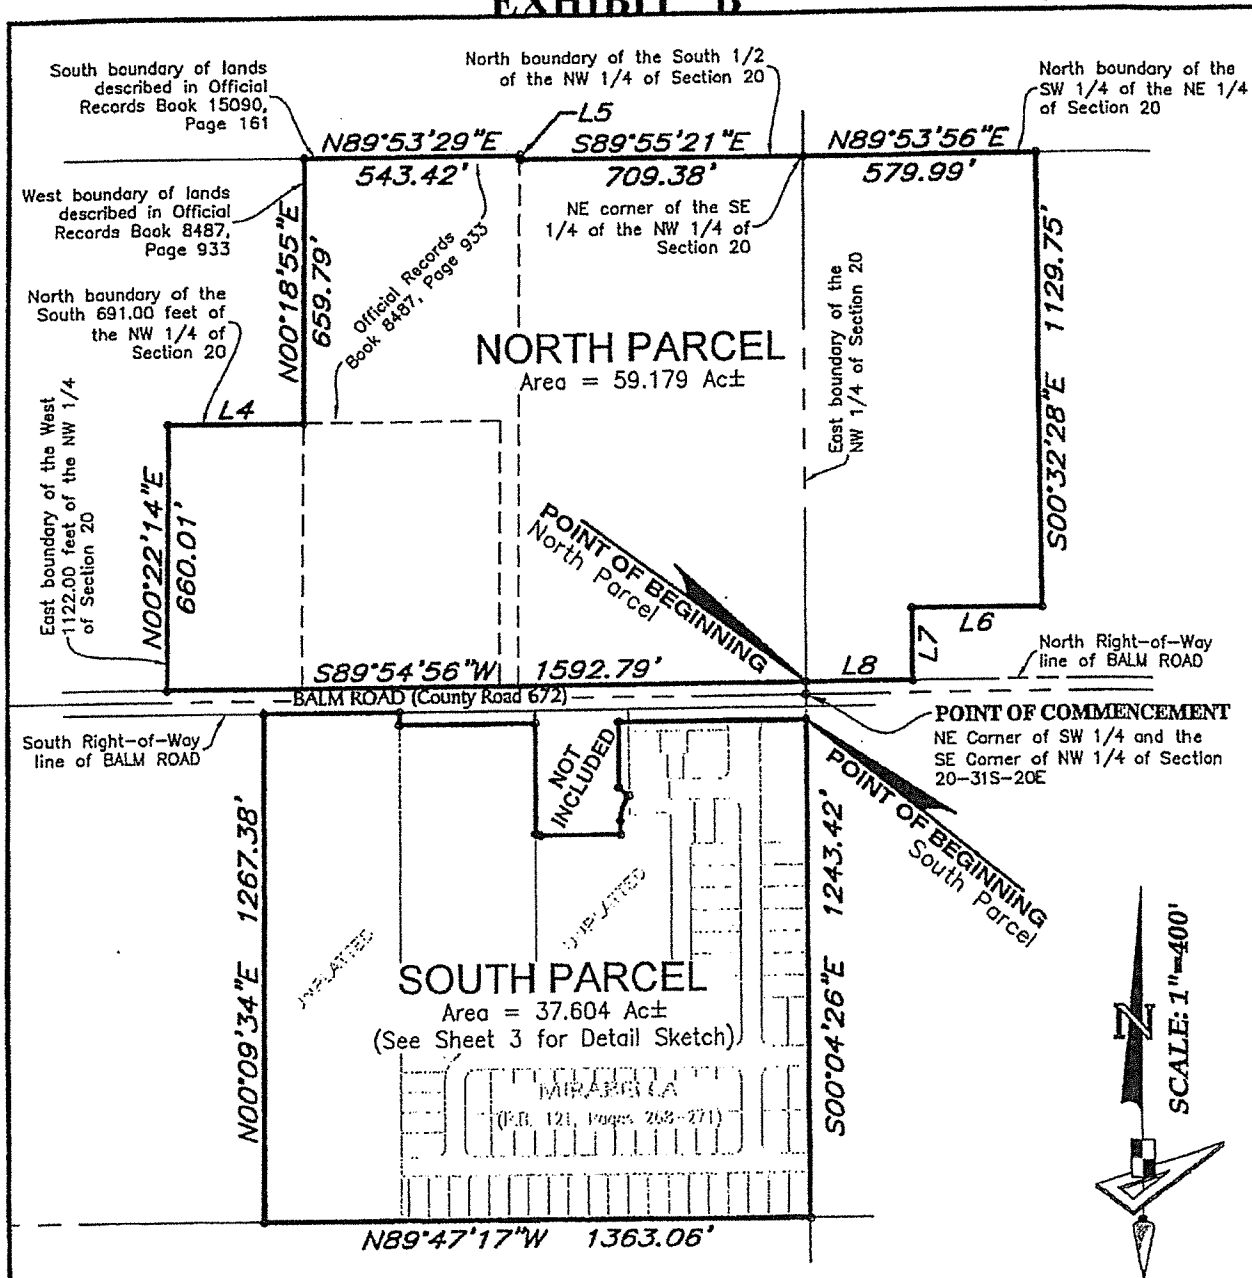 EXHIBIT B
South boundary of lands
described in Official
Records Book 15090,
Page 161
North boundary of the South 1/2
of the NW 1/4 of Section 20
North boundary of the
SW 1/4 of the NE 1/4
of Section 20
L5
N89°53'29"E
543.42'
S89°55'21"E
709.38'
N89°53'56"E
579.99'
West boundary of lands
described in Official
Records Book 8487,
Page 933
NE corner of the SE
1/4 of the NW 1/4 of
Section 20
N00°18'55"E
659.79'
Official Records
Book 8487, Page 933
East boundary of the
NW 1/4 of Section 20
S00°32'28"E 1129.75'
North boundary of the
South 691.00 feet of
the NW 1/4 of
Section 20
NORTH PARCEL
Area = 59.179 Ac±
L4
East boundary of the West
1122.00 feet of the NW 1/4
of Section 20
N00°22'14"E
660.01'
POINT OF BEGINNING
North Parcel
L6
L7
L8
North Right-of-Way
line of BALM ROAD
S89°54'56"W 1592.79'
BALM ROAD (County Road 672)
POINT OF COMMENCEMENT
NE Corner of SW 1/4 and the
SE Corner of NW 1/4 of Section
20-31S-20E
South Right-of-Way
line of BALM ROAD
NOT
INCLUDED
POINT OF BEGINNING
South Parcel
N00°09'34"E 1267.38'
S00°04'26"E 1243.42'
UNPLATTED
UNPLATTED
SOUTH PARCEL
Area = 37.604 Ac±
(See Sheet 3 for Detail Sketch)
MIRABELLA
(P.B. 121, Pages 268-271)
N89°47'17"W 1363.06'
N
SCALE: 1"=400'